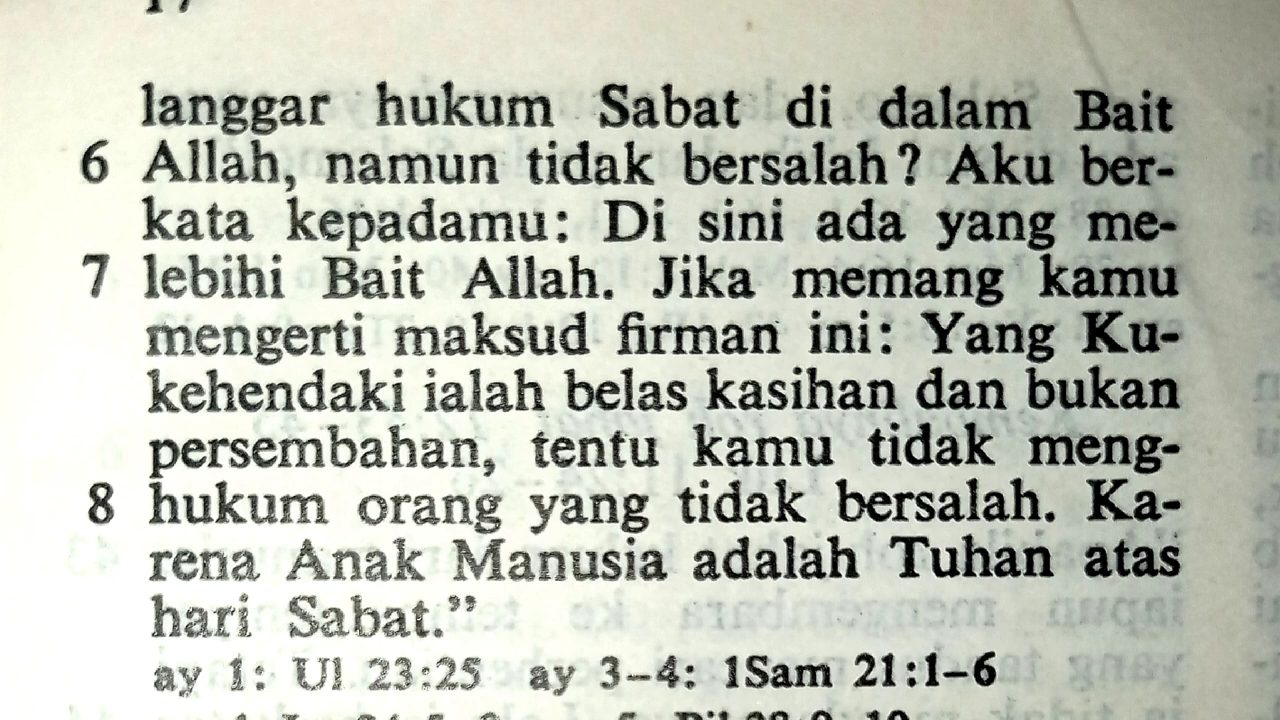 langgar hukum Sabat di dalam Bait
6 Allah, namun tidak bersalah? Aku ber-
kata kepadamu: Di sini ada yang me-
7 lebihi Bait Allah. Jika memang kamu
mengerti maksud firman ini: Yang Ku-
kehendaki ialah belas kasihan dan bukan
persembahan, tentu kamu tidak meng-
8 hukum orang yang tidak bersalah. Ka-
rena Anak Manusia adalah Tuhan atas
hari Sabat.”
ay 1: Ul 23:25 ay 3–4: 1Sam 21:1–6